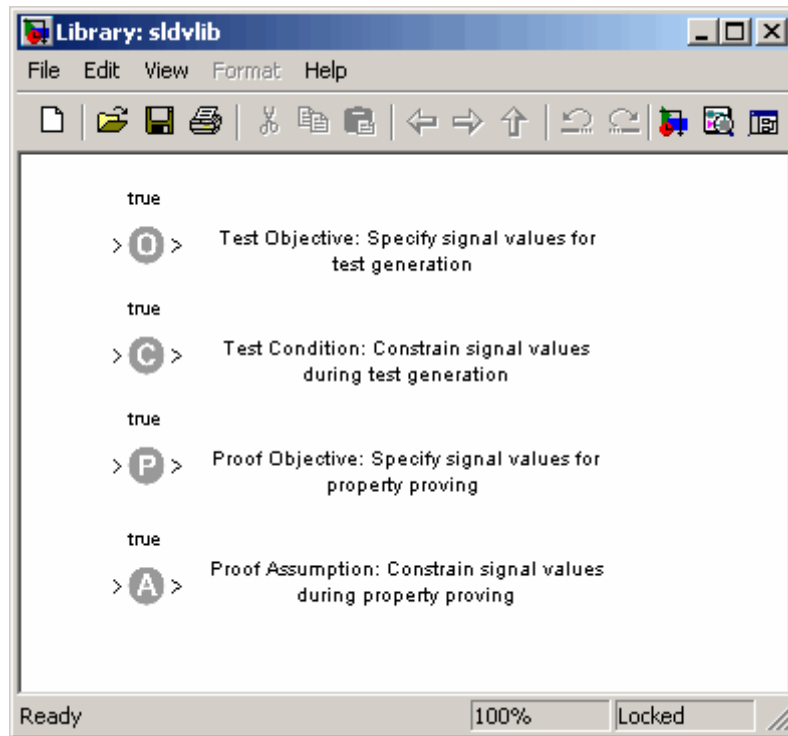 Library: sldvlib
File Edit View Format Help
true
O
Test Objective: Specify signal values for
test generation
true
C
Test Condition: Constrain signal values
during test generation
true
P
Proof Objective: Specify signal values for
property proving
true
A
Proof Assumption: Constrain signal values
during property proving
Ready 100% Locked